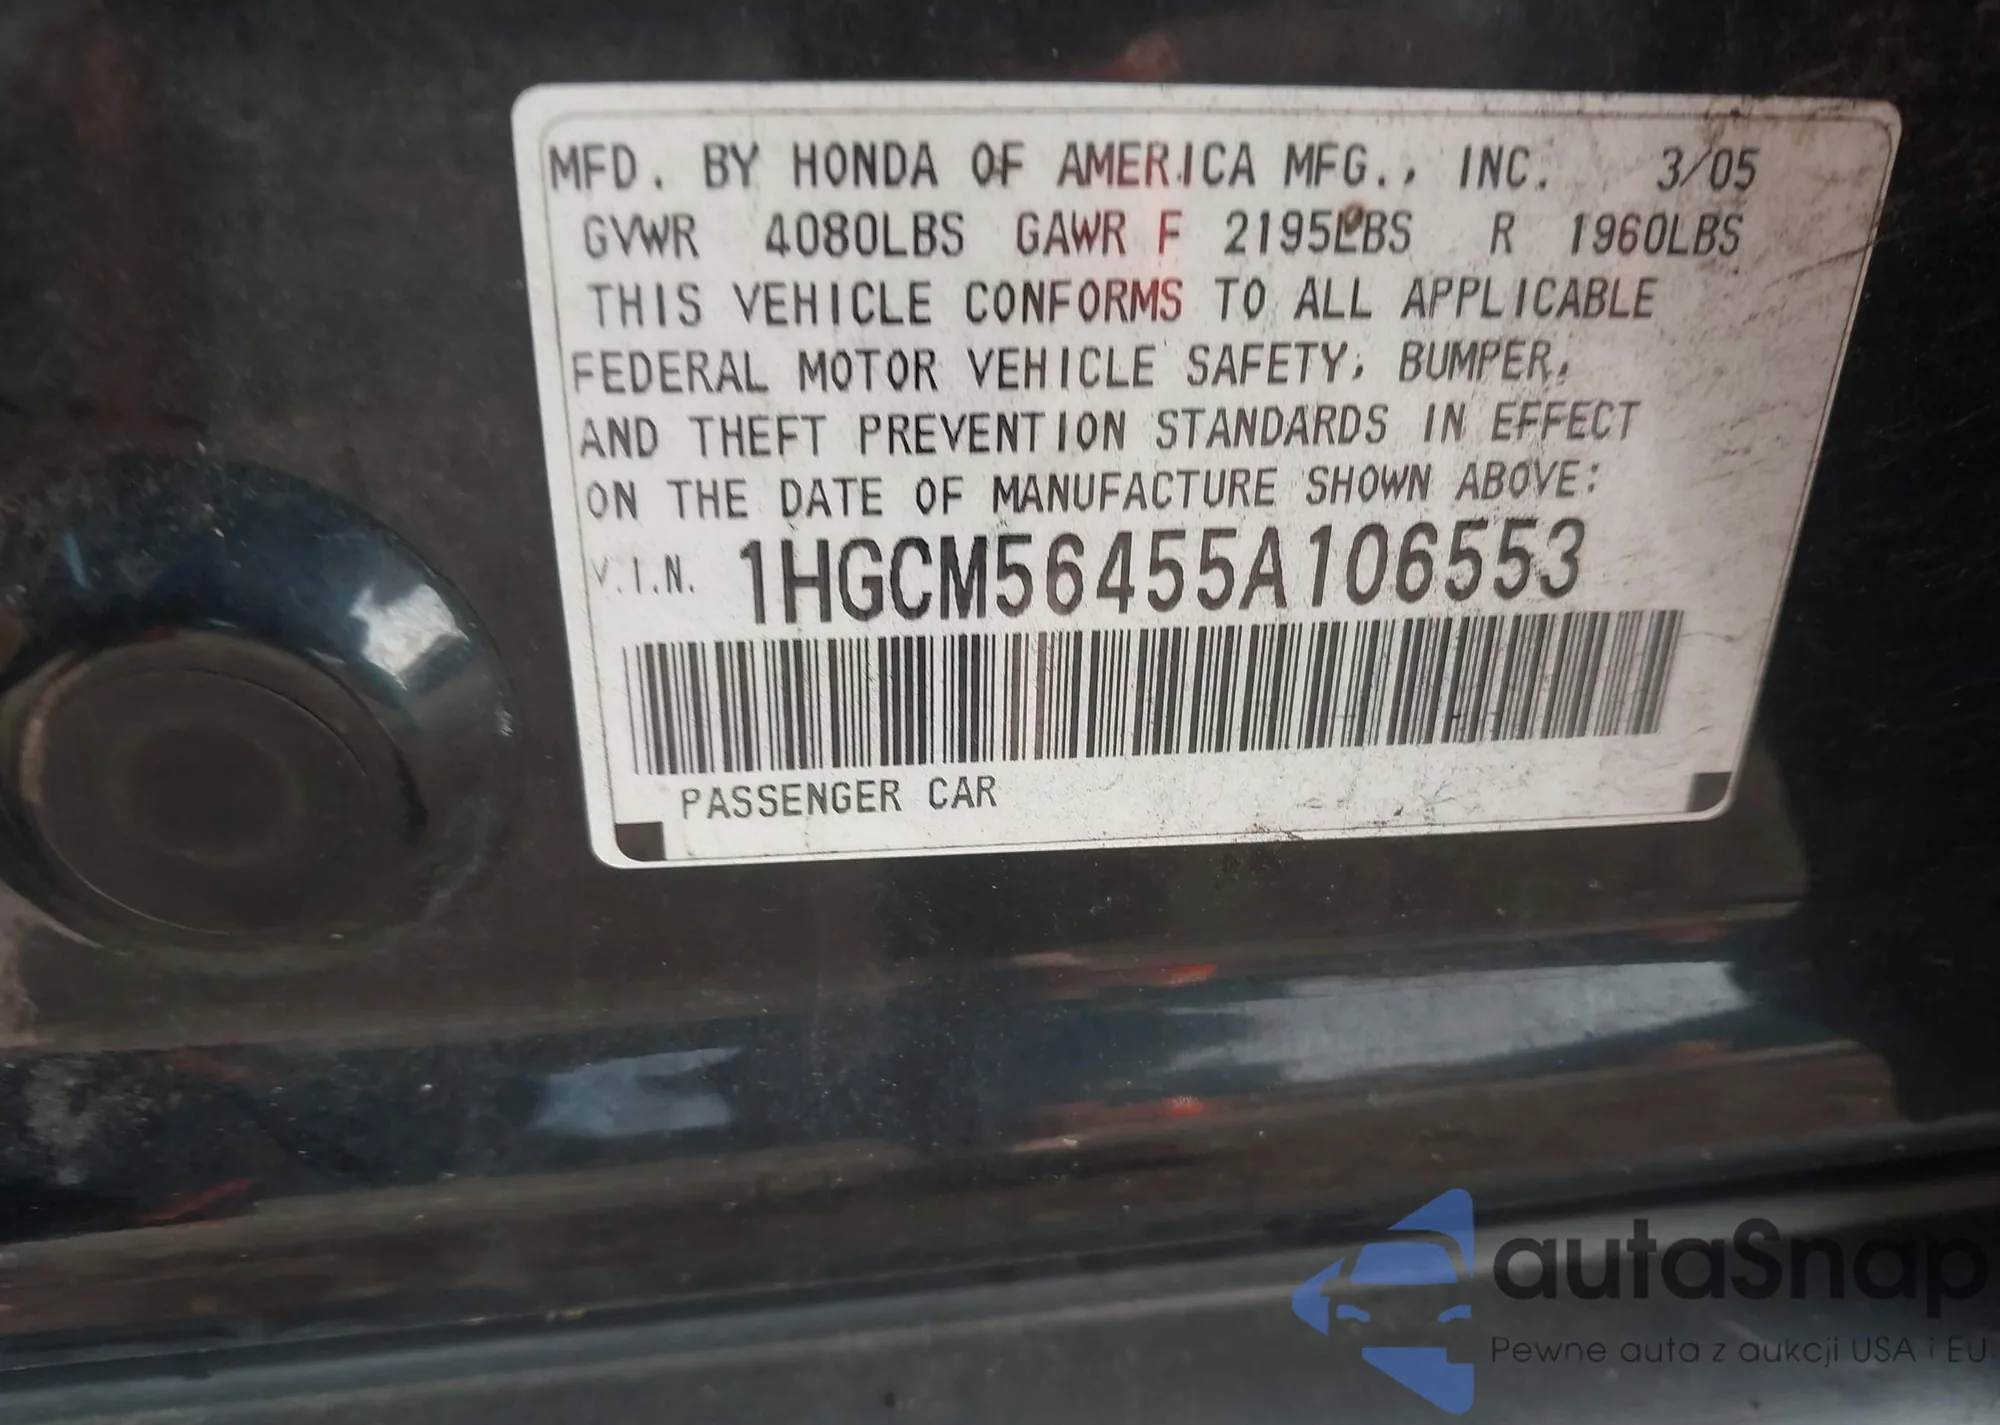 MFD. BY HONDA OF AMERICA MFG., INC. 3/05
GVWR 4080LBS GAWR F 2195LBS R 1960LBS
THIS VEHICLE CONFORMS TO ALL APPLICABLE
FEDERAL MOTOR VEHICLE SAFETY, BUMPER,
AND THEFT PREVENTION STANDARDS IN EFFECT
ON THE DATE OF MANUFACTURE SHOWN ABOVE:
V.I.N. 1HGCM56455A106553
PASSENGER CAR
autaSnap
Pewne auta z aukcji USA i EU